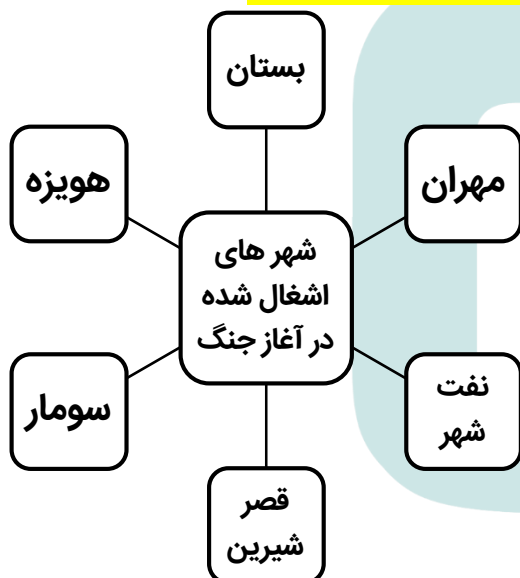 بستان
مهران
هویزه
شهر های
اشغال شده
در آغاز جنگ
نفت
شهر
سومار
قصر
شیرین